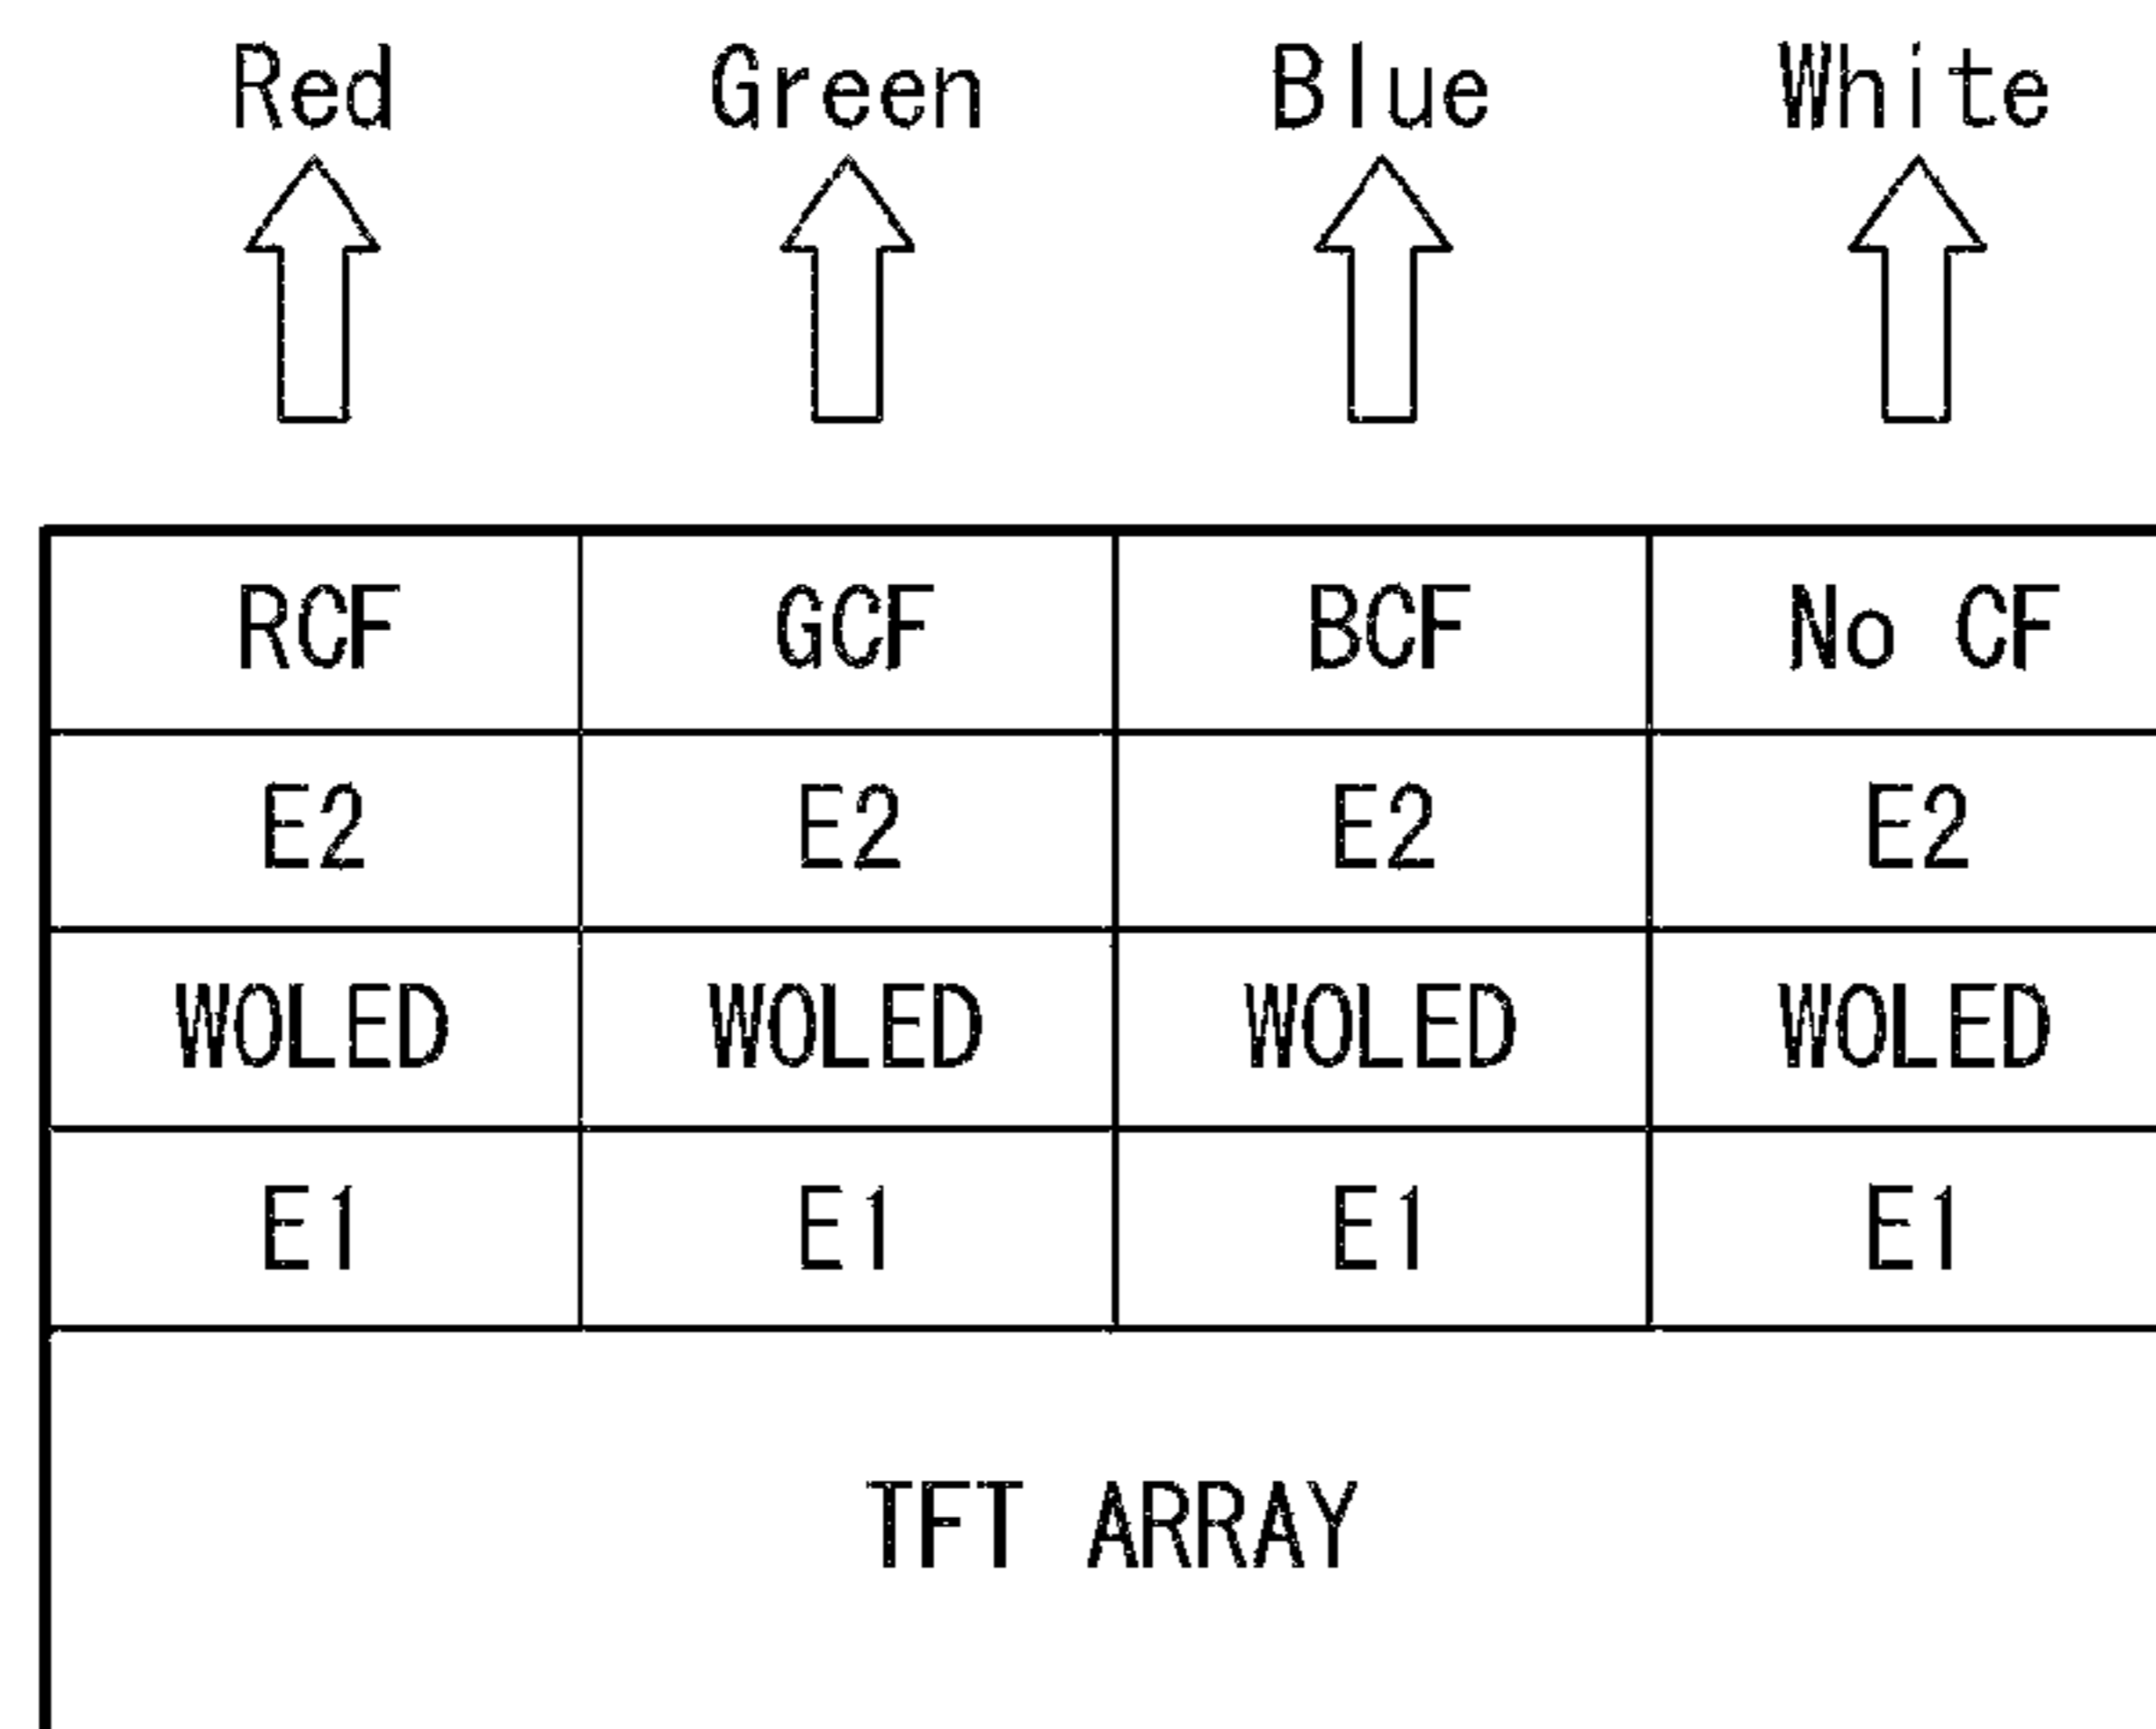 Red Green Blue White
RCF GCF BCF No CF
E2 E2 E2 E2
WOLED WOLED WOLED WOLED
E1 E1 E1 E1
TFT ARRAY